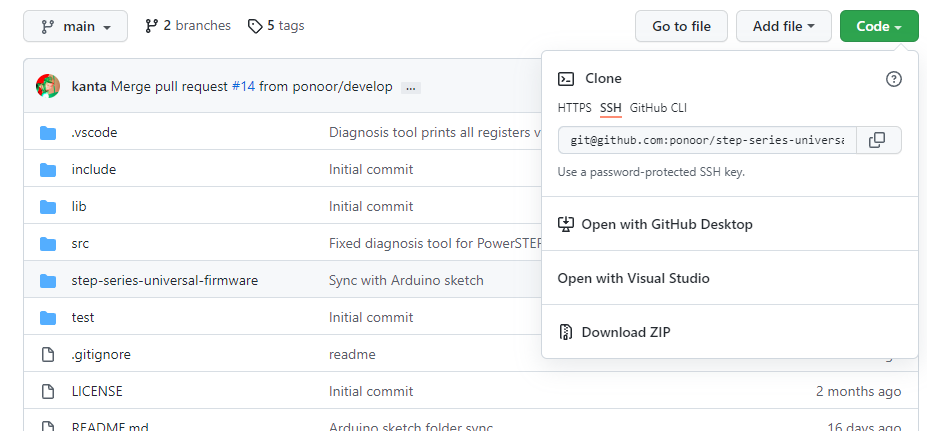 main 2 branches 5 tags Go to file Add file Code
kanta Merge pull request #14 from ponoor/develop ...
.vscode Diagnosis tool prints all registers v
include Initial commit
lib Initial commit
src Fixed diagnosis tool for PowerSTEP
step-series-universal-firmware Sync with Arduino sketch
test Initial commit
.gitignore readme
LICENSE Initial commit 2 months ago
README.md Arduino sketch folder sync 16 days ago
Clone
HTTPS SSH GitHub CLI
git@github.com:ponoor/step-series-universa
Use a password-protected SSH key.
Open with GitHub Desktop
Open with Visual Studio
Download ZIP